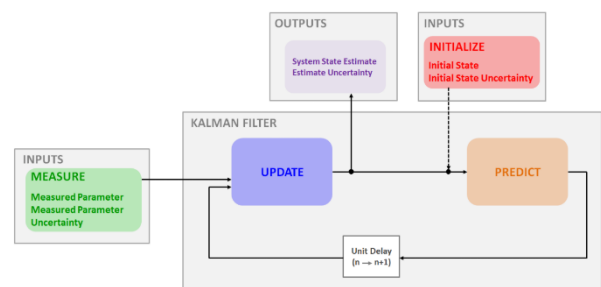 OUTPUTS
System State Estimate
Estimate Uncertainty
INPUTS
INITIALIZE
Initial State
Initial State Uncertainty
KALMAN FILTER
INPUTS
MEASURE
Measured Parameter
Measured Parameter
Uncertainty
UPDATE
PREDICT
Unit Delay
(n → n+1)